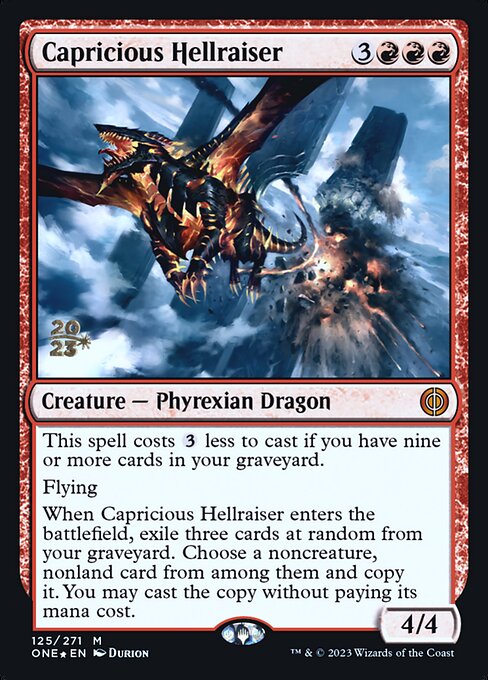 Capricious Hellraiser 3
20
23
Creature — Phyrexian Dragon
This spell costs 3 less to cast if you have nine
or more cards in your graveyard.
Flying
When Capricious Hellraiser enters the
battlefield, exile three cards at random from
your graveyard. Choose a noncreature,
nonland card from among them and copy
it. You may cast the copy without paying its
mana cost.
4/4
125/271 M
ONE★EN Durion
™ & © 2023 Wizards of the Coast